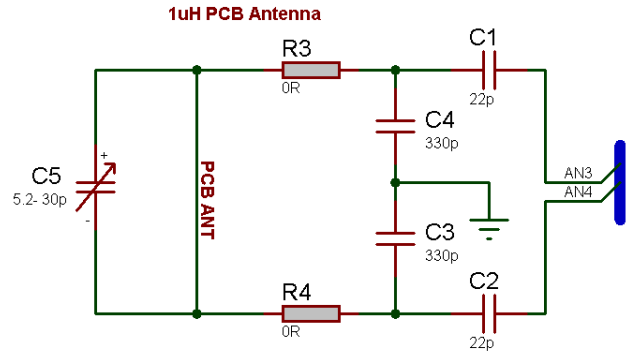 1uH PCB Antenna
R3
0R
C1
22p
C4
330p
C5
5.2- 30p
+
-
PCB ANT
AN3
AN4
C3
330p
R4
0R
C2
22p